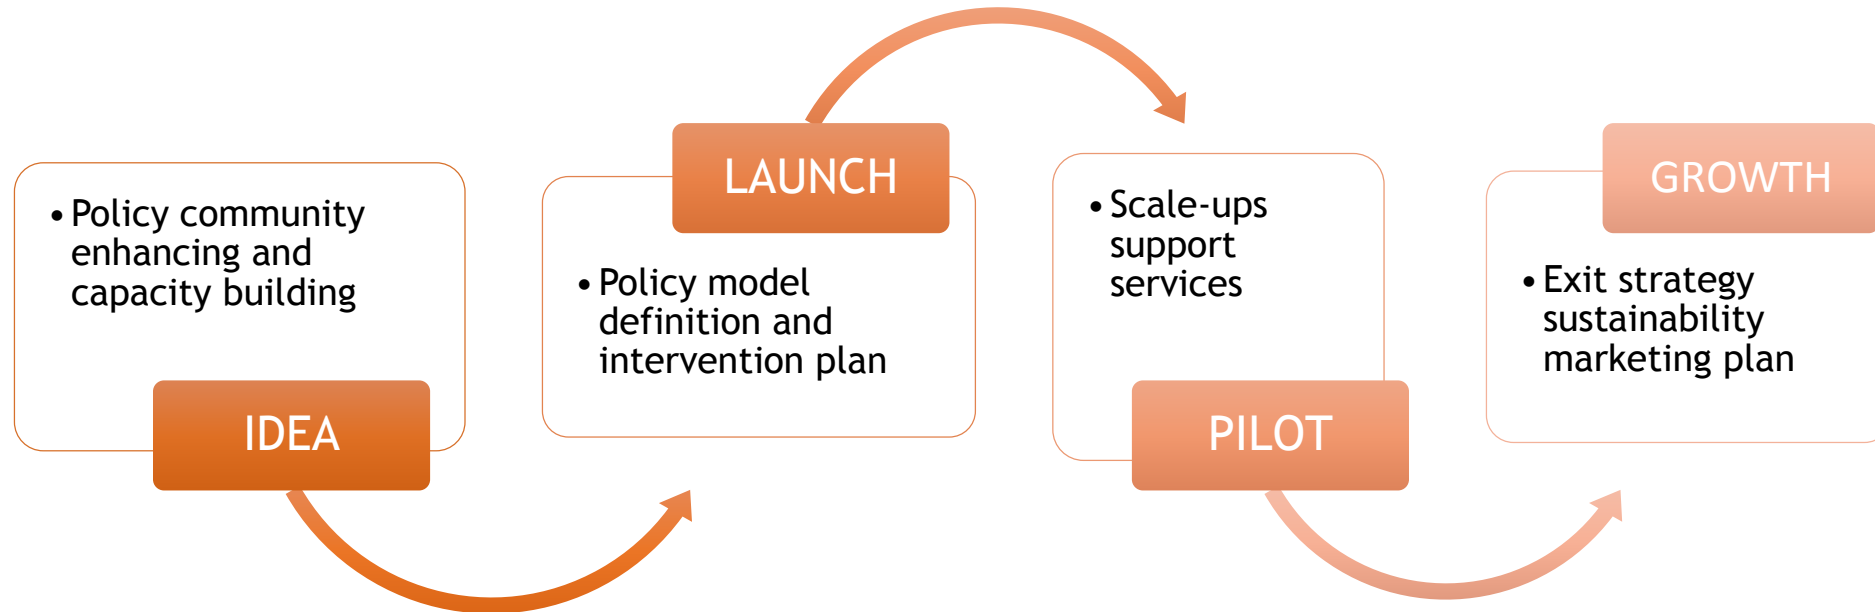 • Policy community
enhancing and
capacity building
IDEA
LAUNCH
• Policy model
definition and
intervention plan
• Scale-ups
support
services
PILOT
GROWTH
• Exit strategy
sustainability
marketing plan